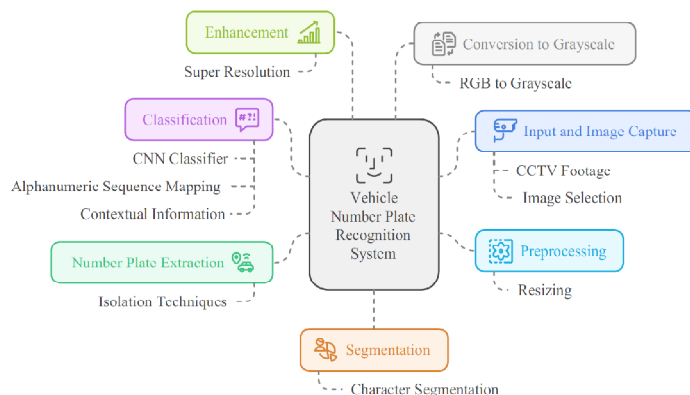 Enhancement
Super Resolution
Conversion to Grayscale
RGB to Grayscale
Classification
#?!
CNN Classifier
Alphanumeric Sequence Mapping
Contextual Information
Input and Image Capture
CCTV Footage
Image Selection
Vehicle
Number Plate
Recognition
System
Number Plate Extraction
Isolation Techniques
Preprocessing
Resizing
Segmentation
Character Segmentation